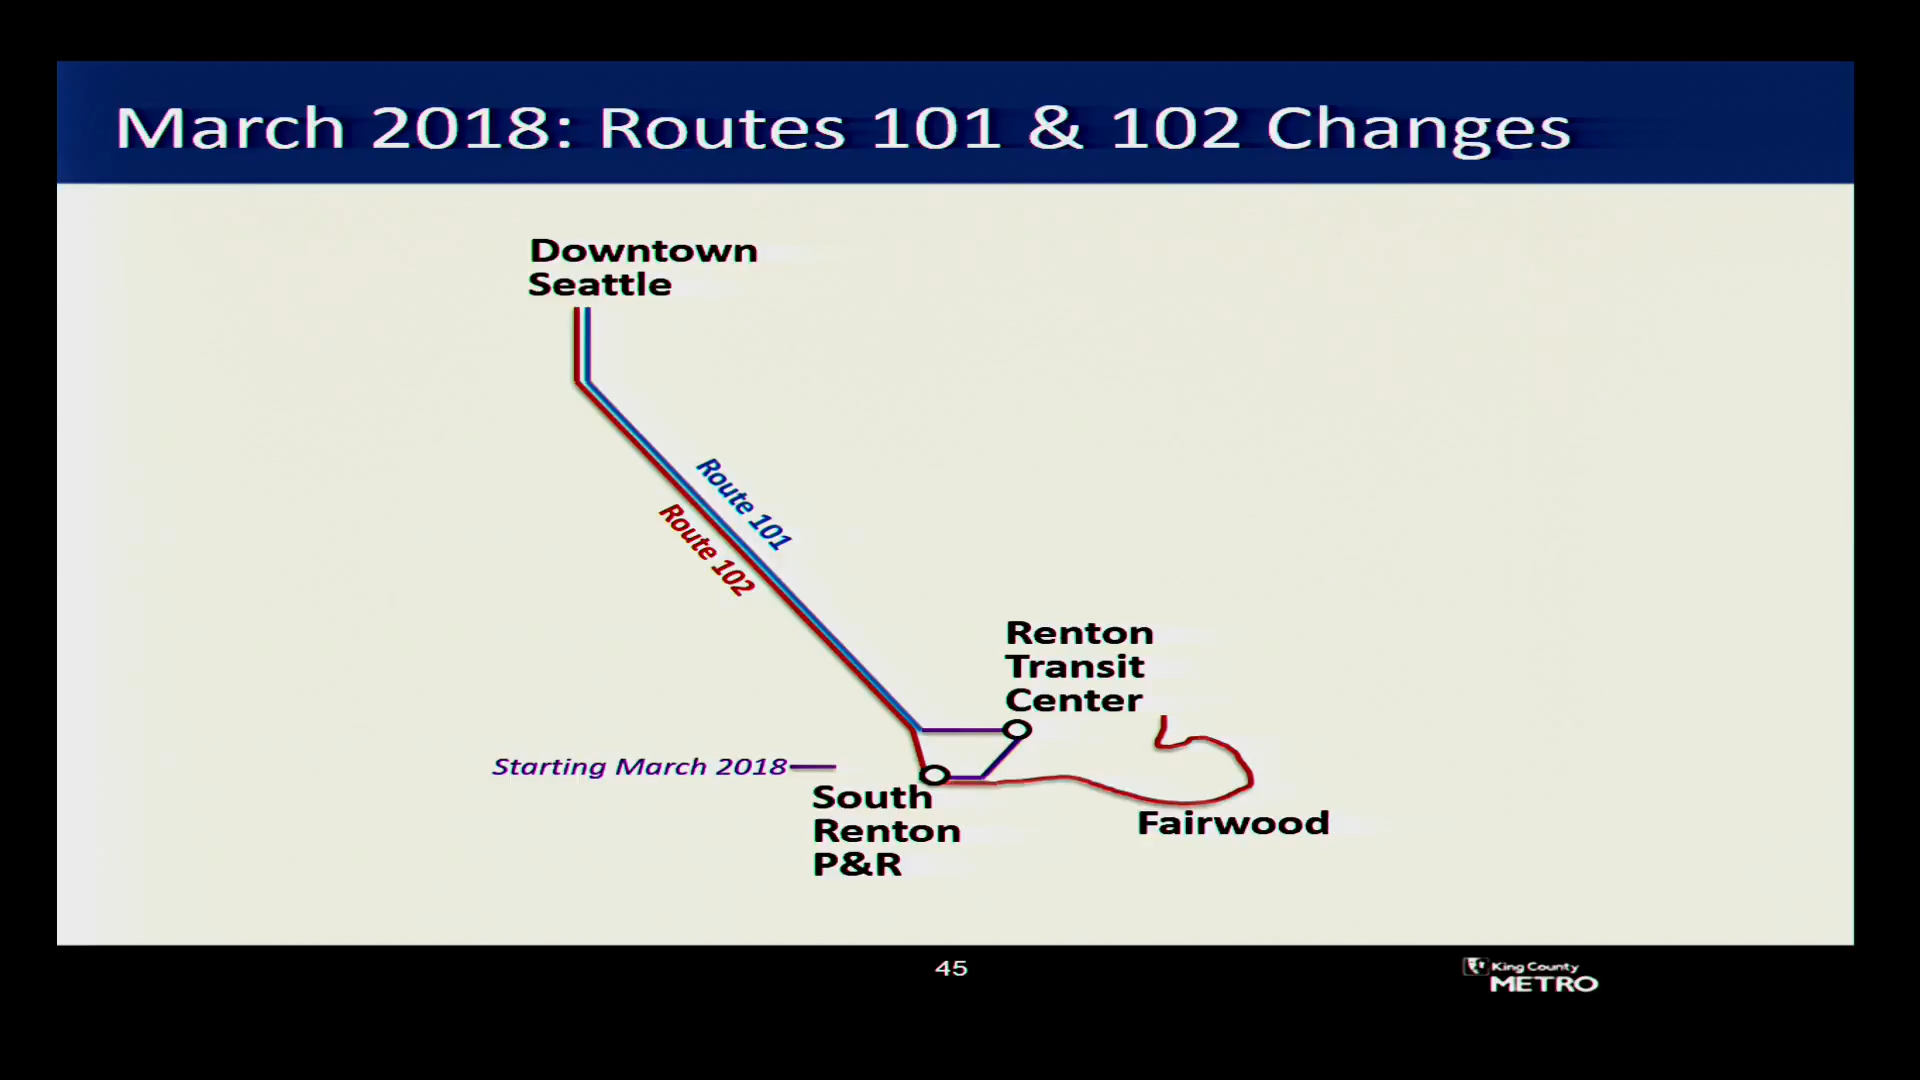 March 2018: Routes 101 & 102 Changes
Downtown
Seattle
Route 101
Route 102
Renton
Transit
Center
Starting March 2018
South
Renton
P&R
Fairwood
45
King County
METRO